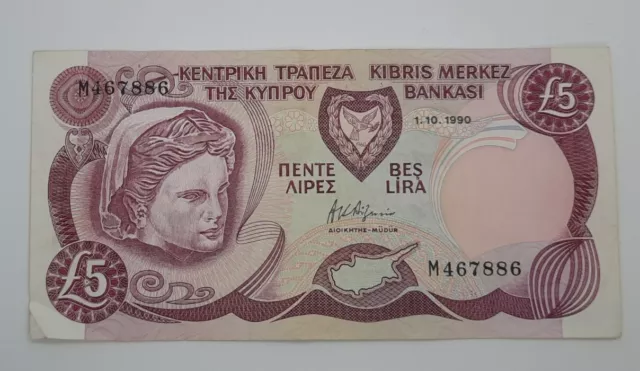 ΚΕΝΤΡΙΚΗ ΤΡΑΠΕΖΑ KIBRIS MERKEZ
ΤΗΣ ΚΥΠΡΟΥ BANKASI
M467886
£5
1.10.1990
ΠΕΝΤΕ BEŞ
ΛΙΡΕΣ LİRA
ΔΙΟΙΚΗΤΗΣ-MÜDÜR
M467886
£5